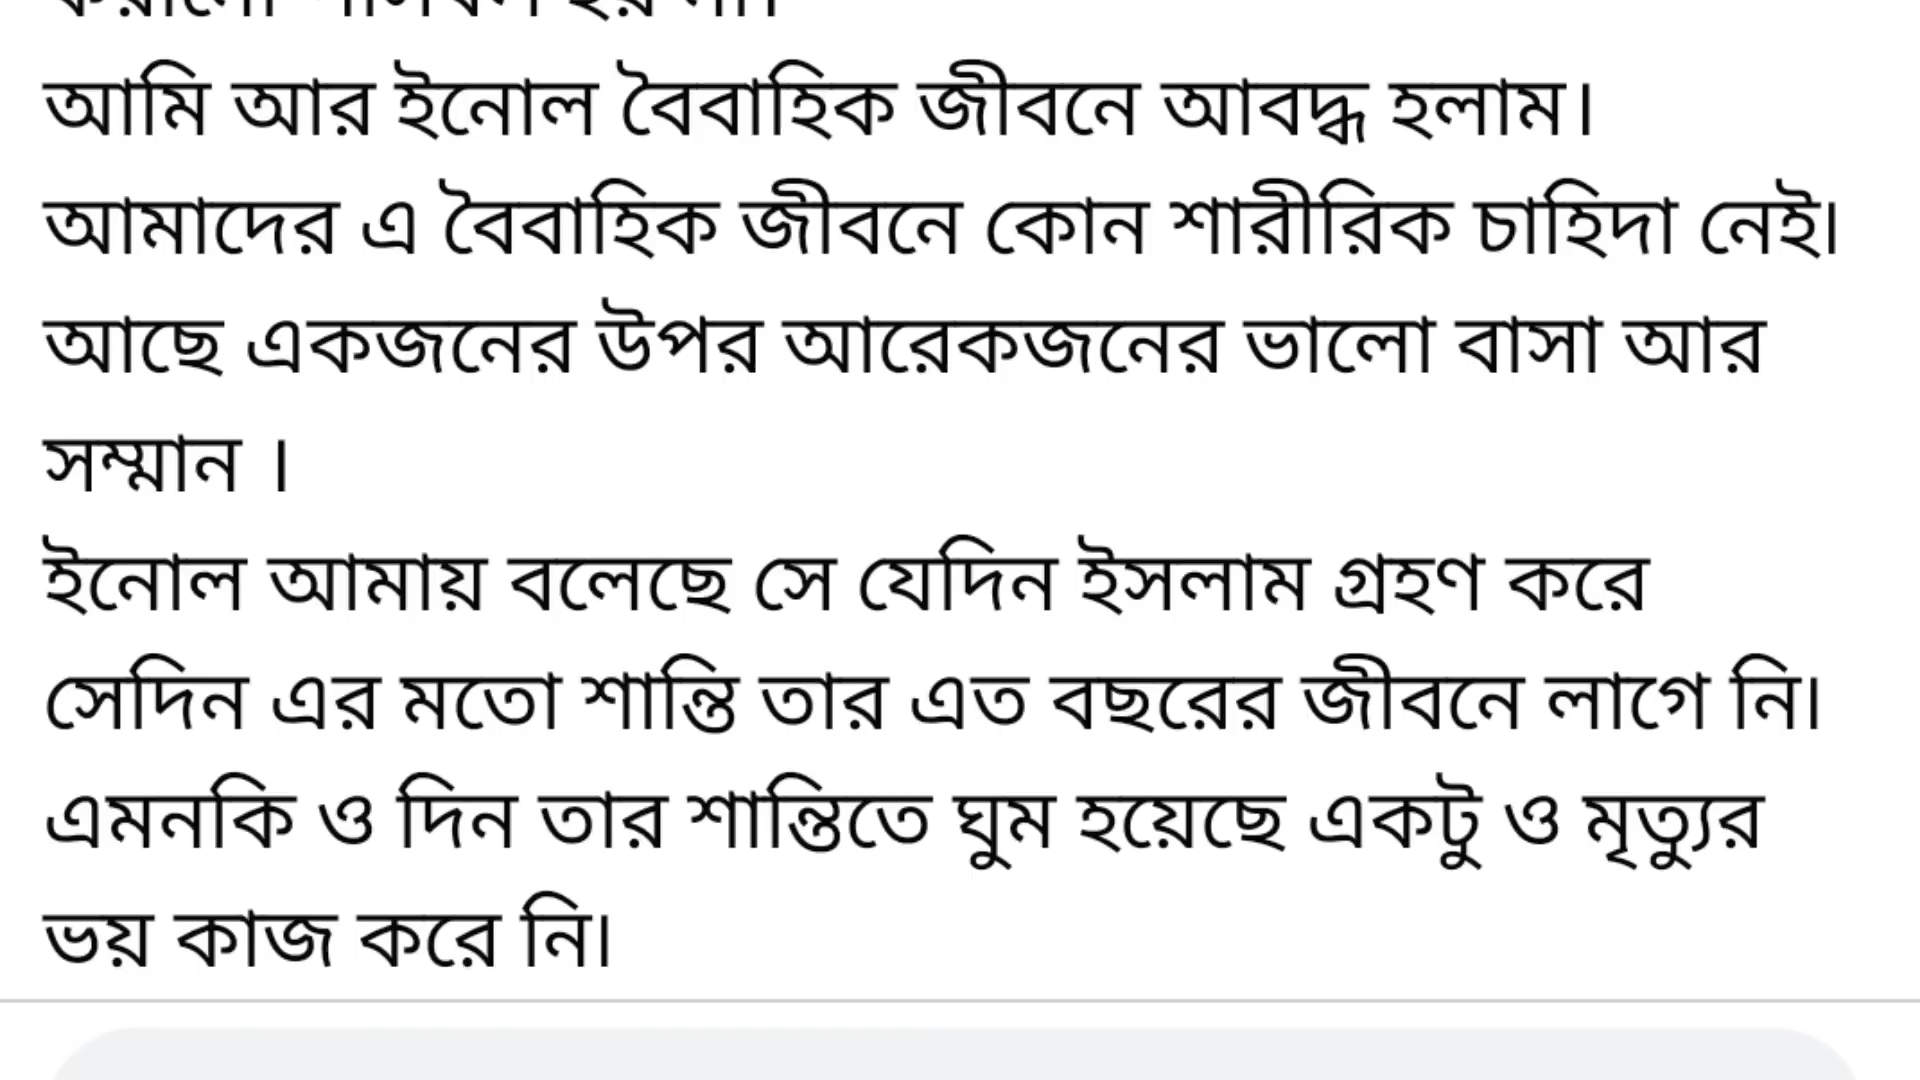 আমি আর ইনোল বৈবাহিক জীবনে আবদ্ধ হলাম।
আমাদের এ বৈবাহিক জীবনে কোন শারীরিক চাহিদা নেই।
আছে একজনের উপর আরেকজনের ভালো বাসা আর
সম্মান ।
ইনোল আমায় বলেছে সে যেদিন ইসলাম গ্রহণ করে
সেদিন এর মতো শান্তি তার এত বছরের জীবনে লাগে নি।
এমনকি ও দিন তার শান্তিতে ঘুম হয়েছে একটু ও মৃত্যুর
ভয় কাজ করে নি।